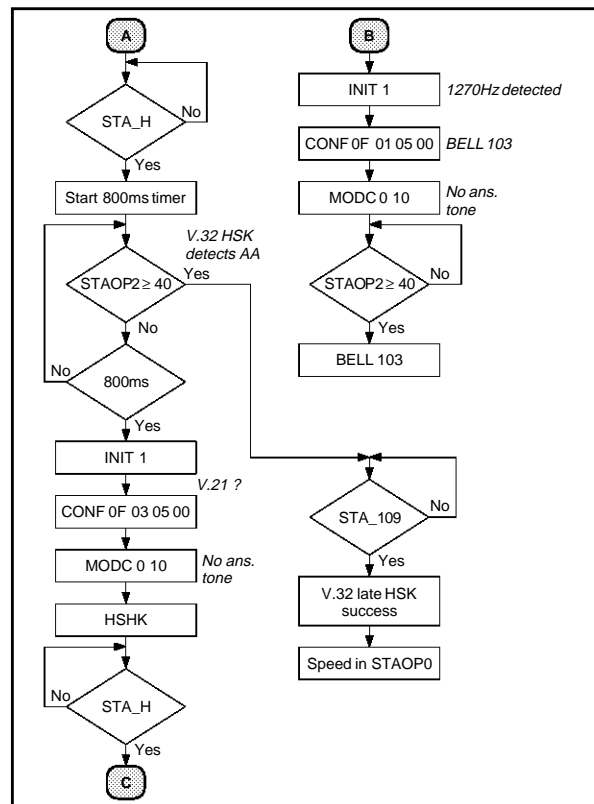 A
No
STA_H
Yes
Start 800ms timer
V.32 HSK
detects AA
Yes
STAOP2 ≥ 40
No
No
800ms
Yes
INIT 1
V.21 ?
CONF 0F 03 05 00
MODC 0 10
No ans.
tone
HSHK
No
STA_H
Yes
C
B
INIT 1
1270Hz detected
CONF 0F 01 05 00
BELL 103
MODC 0 10
No ans.
tone
No
STAOP2 ≥ 40
Yes
BELL 103
No
STA_109
Yes
V.32 late HSK
success
Speed in STAOP0